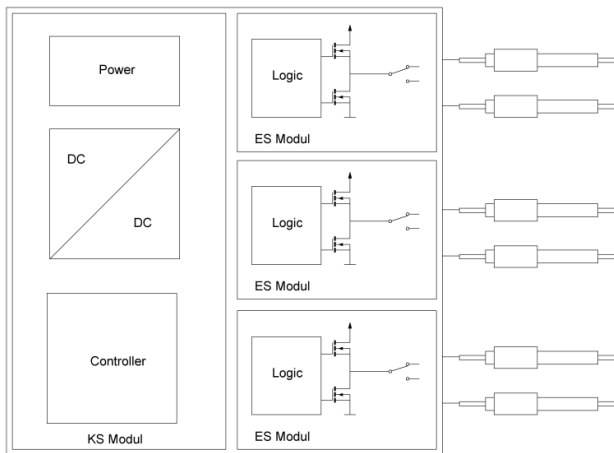 Power
DC
DC
Controller
KS Modul
Logic
ES Modul
Logic
ES Modul
Logic
ES Modul